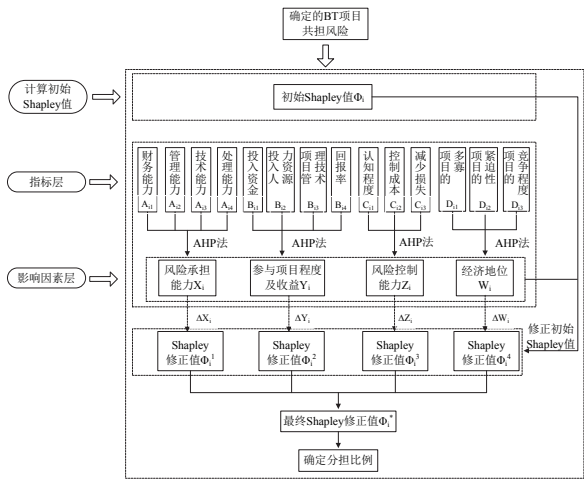 确定的BT项目
共担风险
计算初始
Shapley值
初始Shapley值Φi
指标层
财务能力 Ai1
管理能力 Ai2
技术能力 Ai3
处理能力 Ai4
投入资金 Bi1
投入人力资源 Bi2
项目管理技术 Bi3
回报率 Bi4
认知程度 Ci1
控制成本 Ci2
减少损失 Ci3
项目的多寡 Di1
项目的紧迫性 Di2
项目的竞争程度 Di3
AHP法
AHP法
AHP法
AHP法
影响因素层
风险承担
能力Xi
参与项目程度
及收益Yi
风险控制
能力Zi
经济地位
Wi
ΔXi
ΔYi
ΔZi
ΔWi
修正初始
Shapley值
Shapley
修正值Φi1
Shapley
修正值Φi2
Shapley
修正值Φi3
Shapley
修正值Φi4
最终Shapley修正值Φi*
确定分担比例